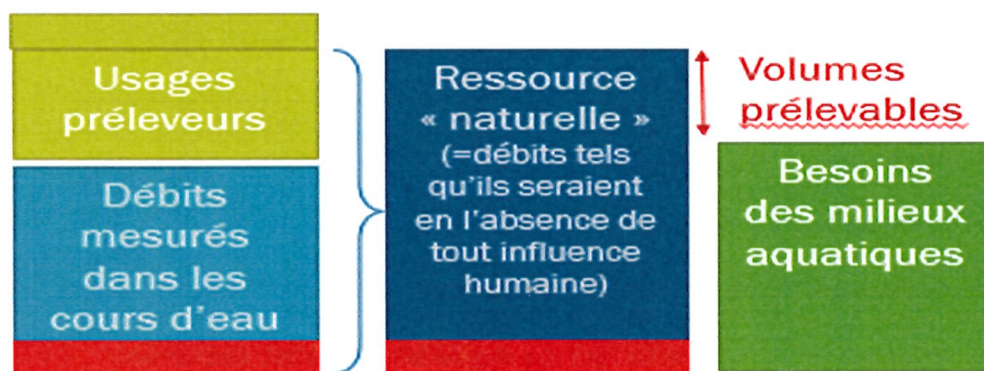 Usages
préleveurs
Débits
mesurés
dans les
cours d'eau
Ressource
« naturelle »
(=débits tels
qu'ils seraient
en l'absence de
tout influence
humaine)
Volumes
prélevables
Besoins
des milieux
aquatiques